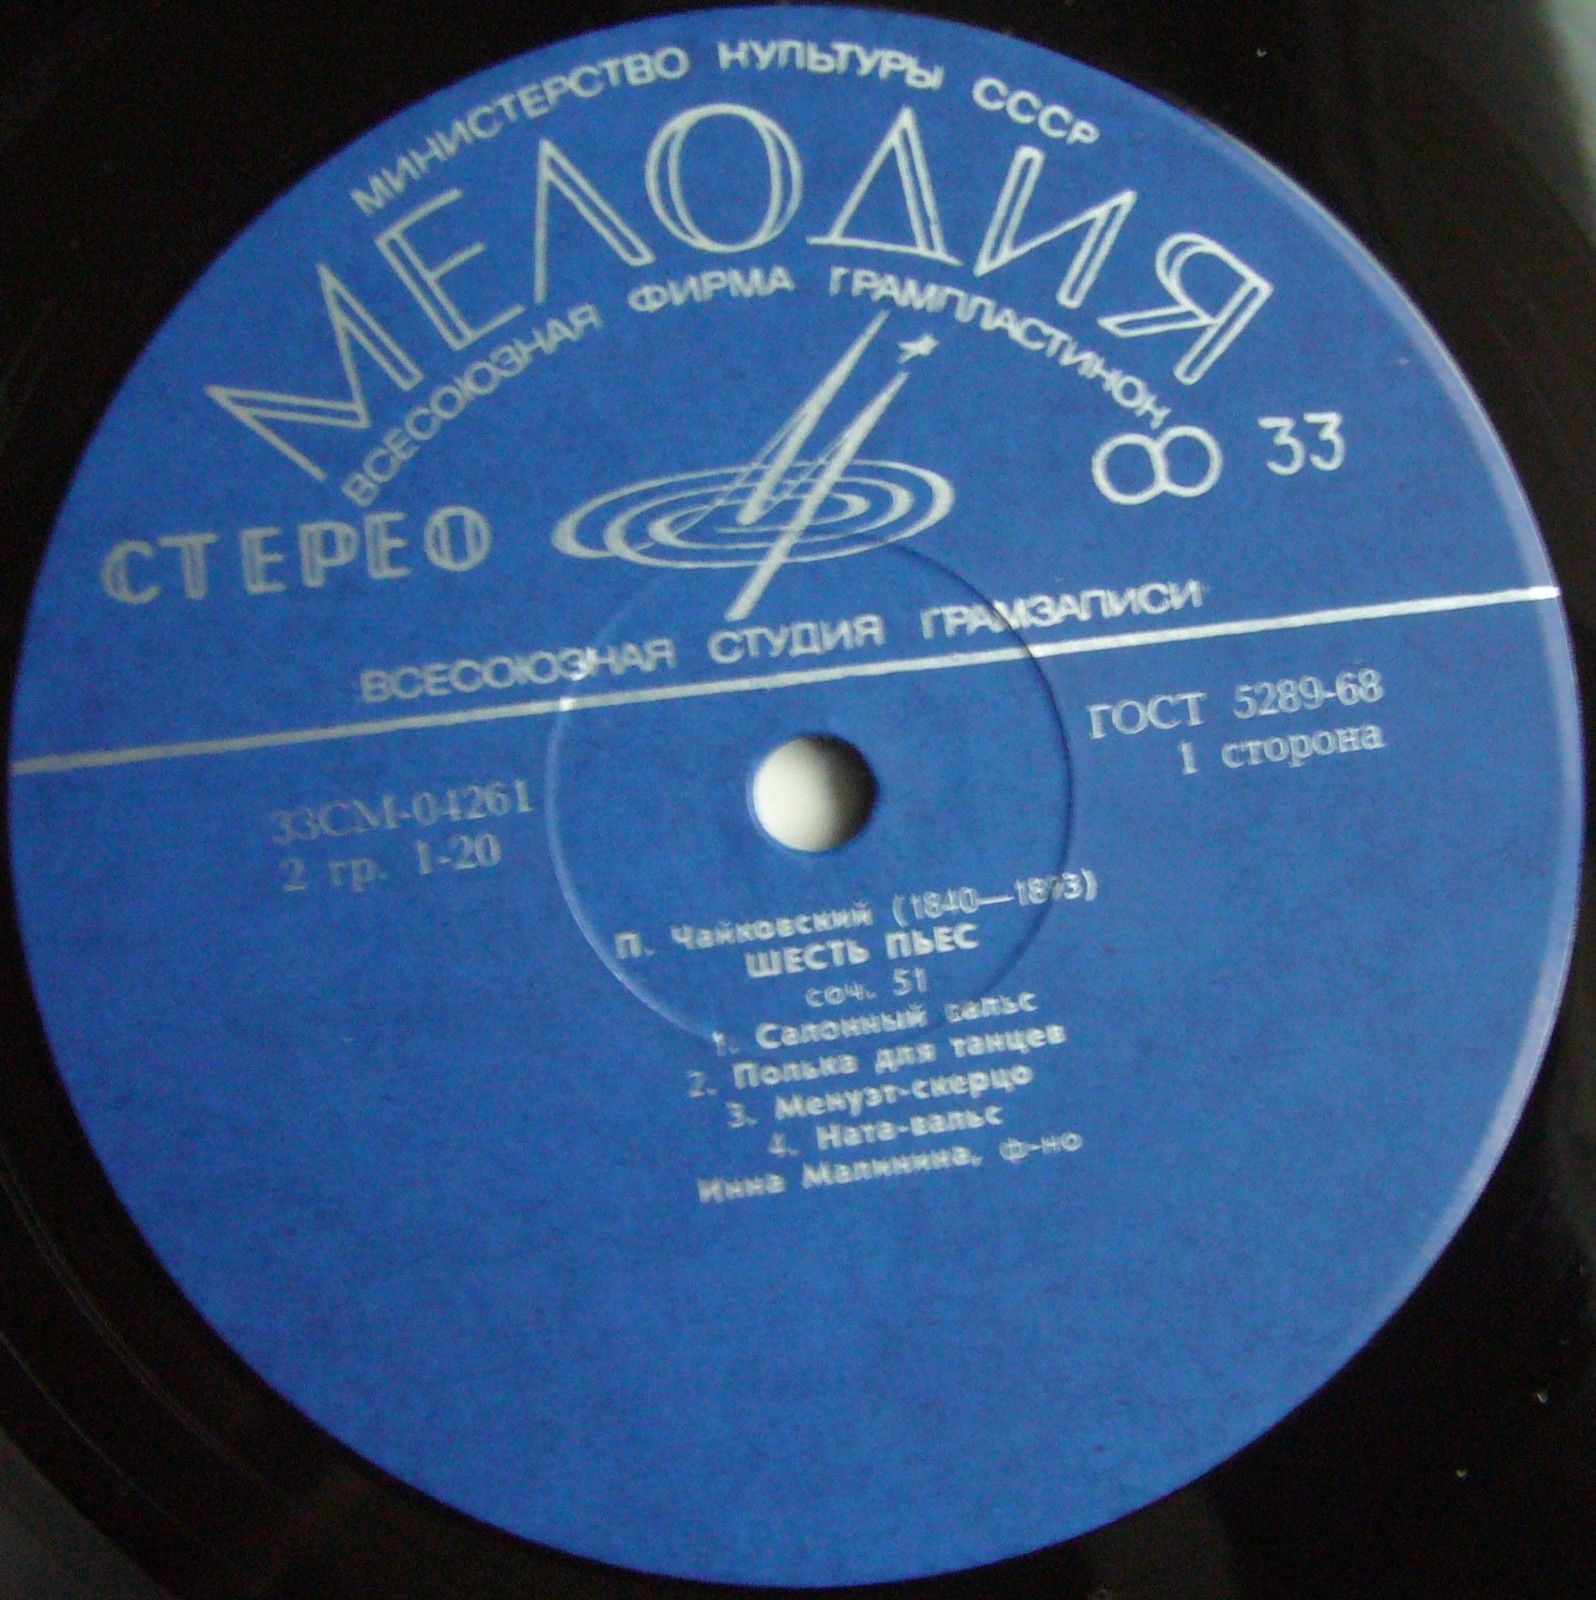 МИНИСТЕРСТВО КУЛЬТУРЫ СССР
МЕЛОДИЯ
ВСЕСОЮЗНАЯ ФИРМА ГРАМПЛАСТИНОК
СТЕРЕО
33
ВСЕСОЮЗНАЯ СТУДИЯ ГРАМЗАПИСИ
ГОСТ 5289-68
1 сторона
33СМ-04261
2 гр. 1-20
П. Чайковский (1840—1893)
ШЕСТЬ ПЬЕС
соч. 51
1. Салонный вальс
2. Полька для танцев
3. Менуэт-скерцо
4. Ната-вальс
Инна Малинина, ф-но